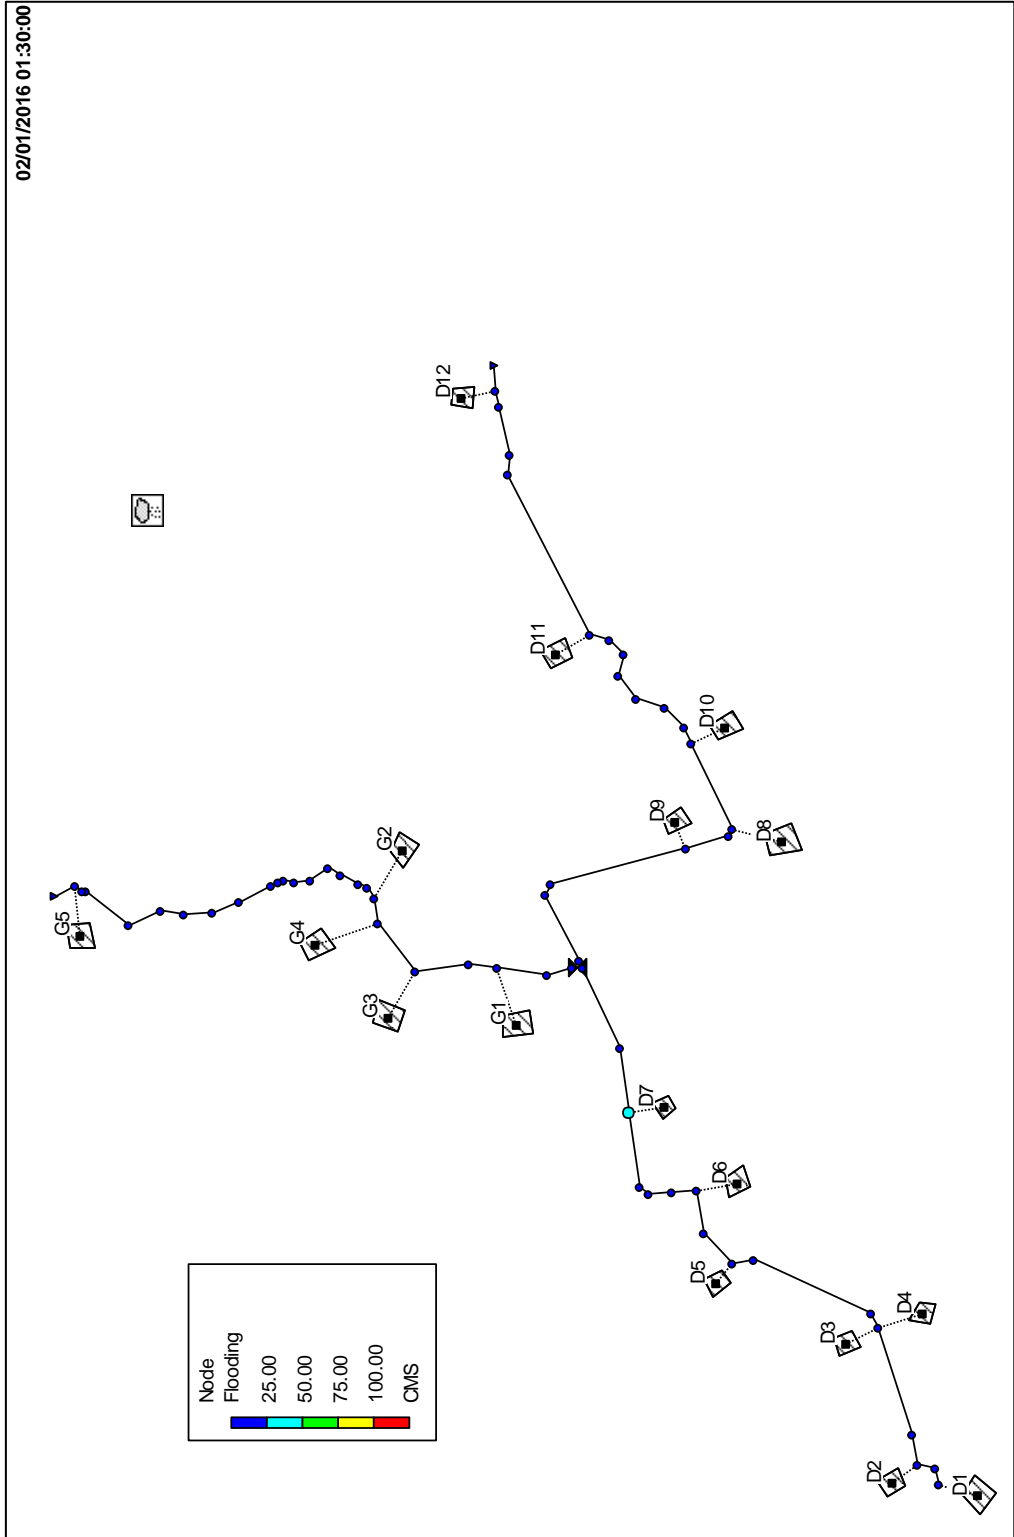 02/01/2016 01:30:00
D12
D11
D10
D9
D8
G5
G4
G2
G3
G1
D7
D6
D5
D4
D3
D2
D1
Node
Flooding
25.00
50.00
75.00
100.00
CMS